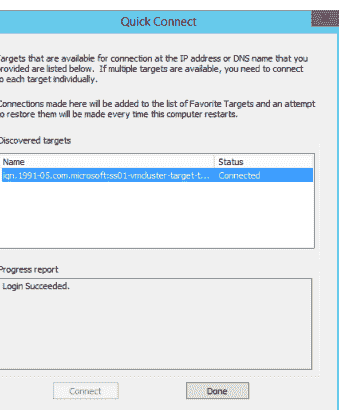 Quick Connect
Targets that are available for connection at the IP address or DNS name that you
provided are listed below. If multiple targets are available, you need to connect
to each target individually.
Connections made here will be added to the list of Favorite Targets and an attempt
to restore them will be made every time this computer restarts.
Discovered targets
Name Status
iqn.1991-05.com.microsoft:ss01-vmcluster-target-t... Connected
Progress report
Login Succeeded.
Connect Done